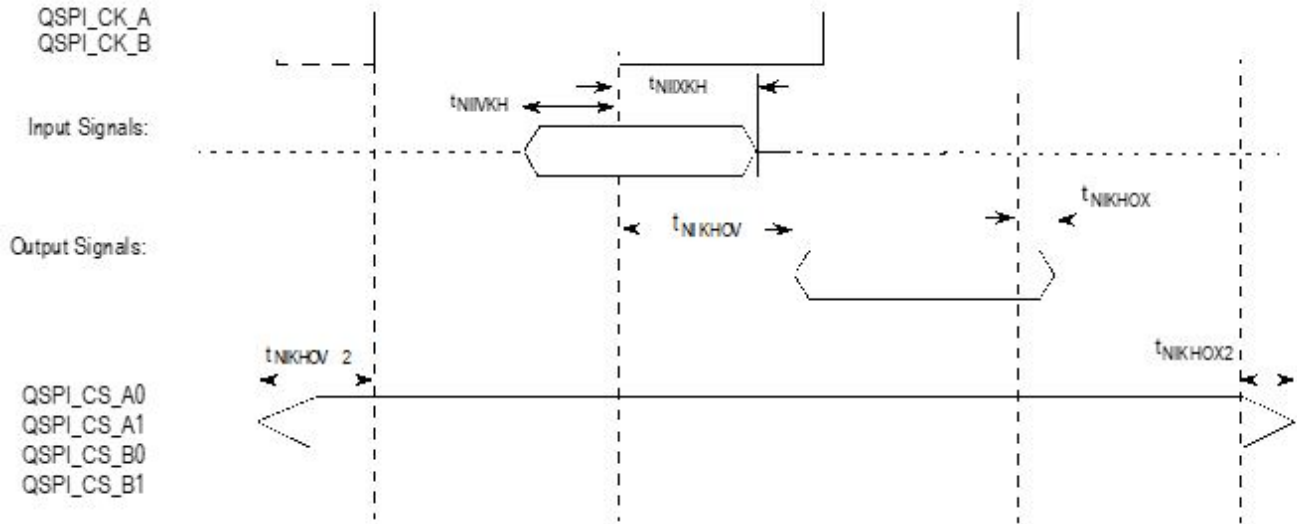 QSPI_CK_A
QSPI_CK_B
tNIIXKH
tNIIVKH
Input Signals:
tNIKHOX
tNIKHOV
Output Signals:
tNIKHOV 2
tNIKHOX2
QSPI_CS_A0
QSPI_CS_A1
QSPI_CS_B0
QSPI_CS_B1